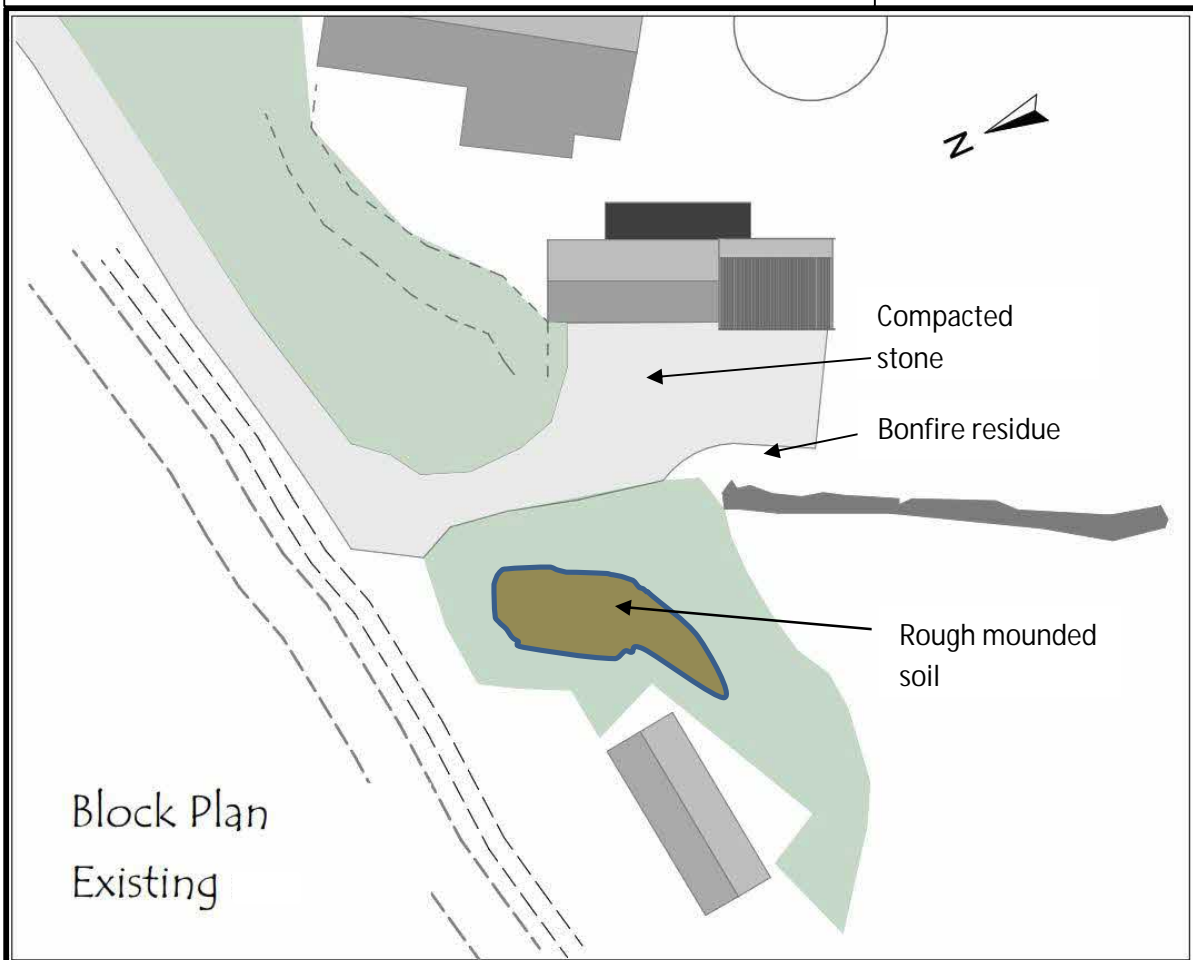 N
Compacted
stone
Bonfire residue
Rough mounded
soil
Block Plan
Existing